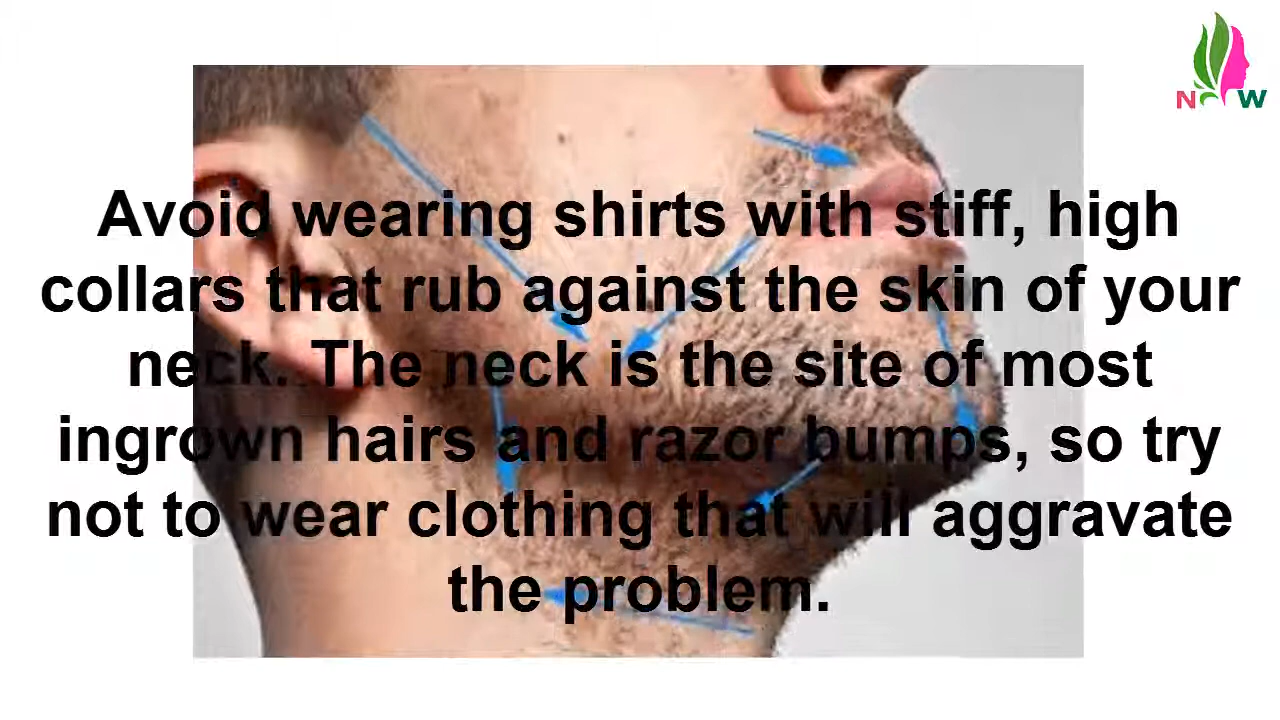 N W
Avoid wearing shirts with stiff, high
collars that rub against the skin of your
neck. The neck is the site of most
ingrown hairs and razor bumps, so try
not to wear clothing that will aggravate
the problem.